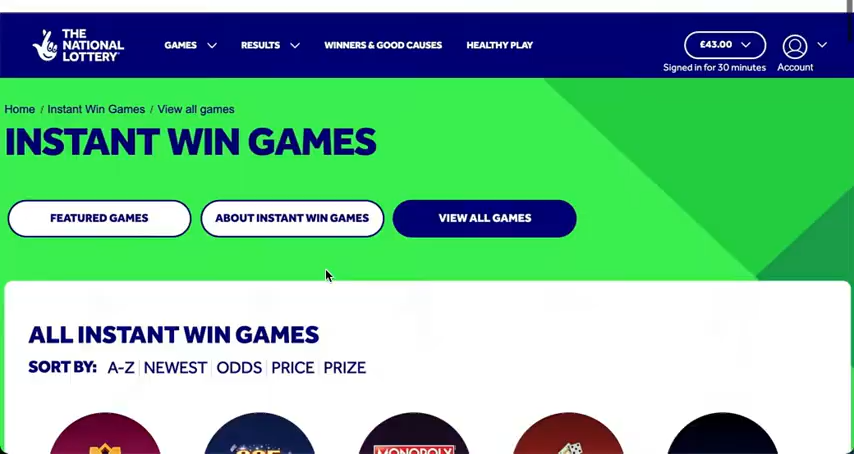 THE
NATIONAL
LOTTERY
GAMES RESULTS WINNERS & GOOD CAUSES HEALTHY PLAY
£43.00
Signed in for 30 minutes Account
Home / Instant Win Games / View all games
INSTANT WIN GAMES
FEATURED GAMES ABOUT INSTANT WIN GAMES VIEW ALL GAMES
ALL INSTANT WIN GAMES
SORT BY: A-Z NEWEST ODDS PRICE PRIZE
MONOPOLY